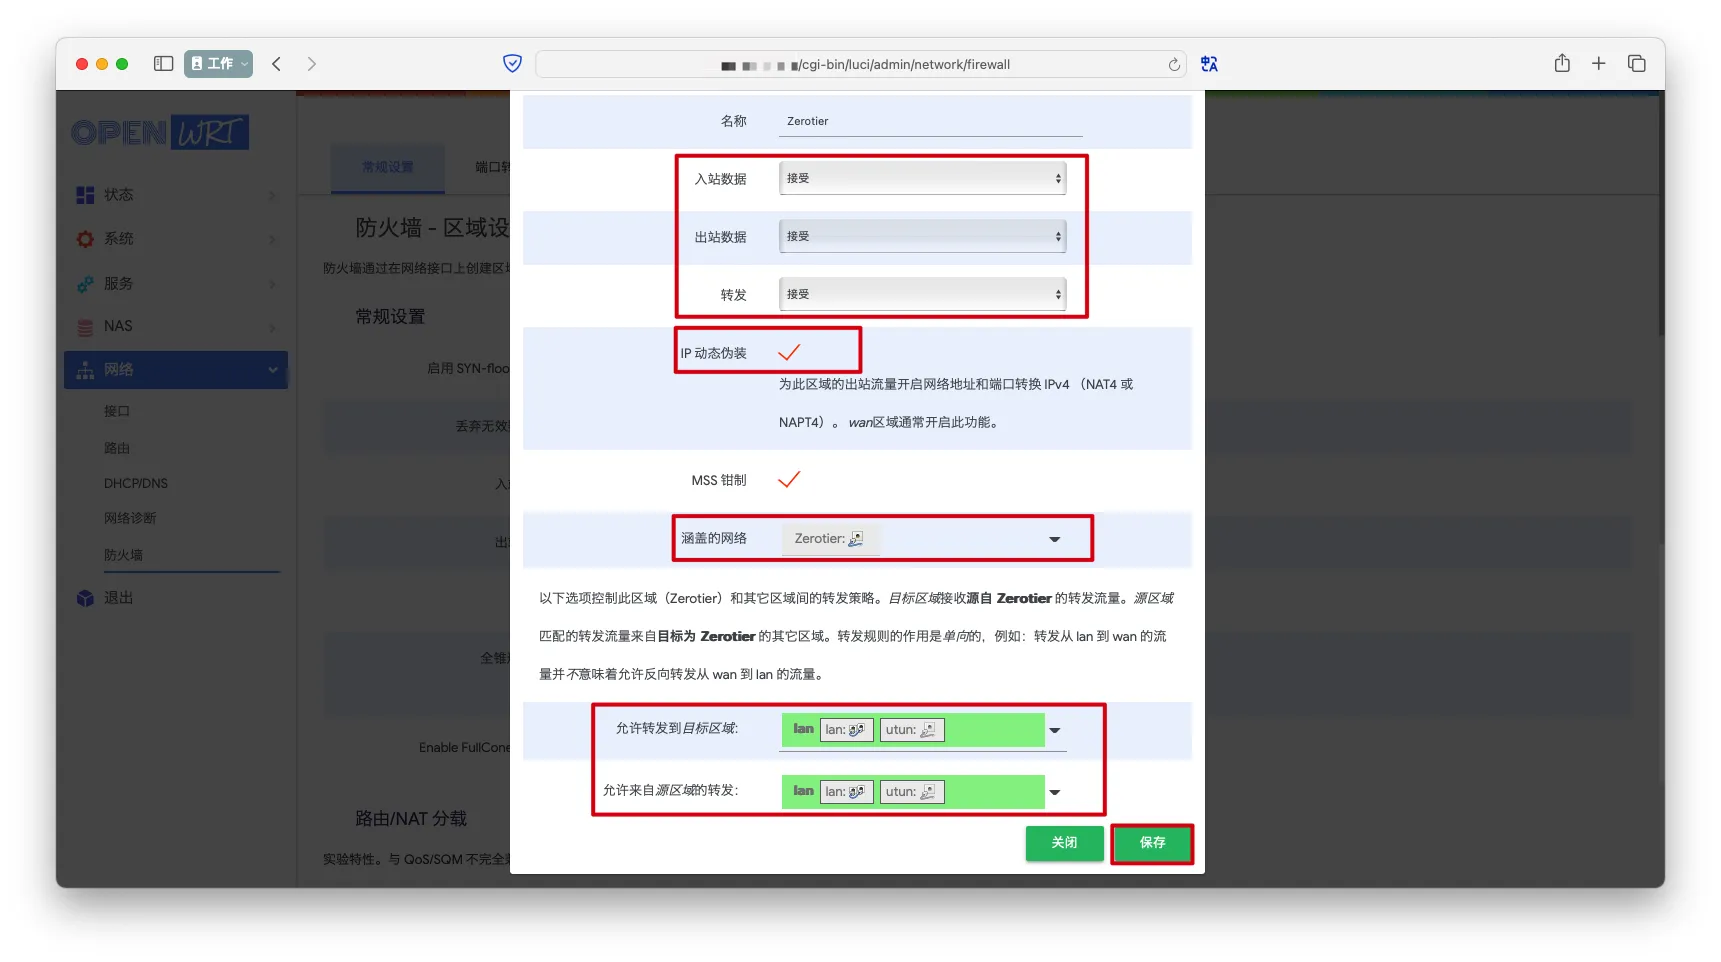 工作
/cgi-bin/luci/admin/network/firewall
OPEN WRT
状态
系统
服务
NAS
网络
接口
路由
DHCP/DNS
网络诊断
防火墙
退出
常规设置
端口转
防火墙 - 区域设
防火墙通过在网络接口上创建区域
常规设置
启用 SYN-floo
丢弃无效
入
出
全锥
Enable FullCone
路由/NAT 分载
实验特性。与 QoS/SQM 不完全
名称
Zerotier
入站数据
接受
出站数据
接受
转发
接受
IP 动态伪装
为此区域的出站流量开启网络地址和端口转换 IPv4 （NAT4 或
NAPT4）。 wan区域通常开启此功能。
MSS 钳制
涵盖的网络
Zerotier:
以下选项控制此区域（Zerotier）和其它区域间的转发策略。目标区域接收源自 Zerotier 的转发流量。源区域
匹配的转发流量来自目标为 Zerotier 的其它区域。转发规则的作用是单向的，例如：转发从 lan 到 wan 的流
量并不意味着允许反向转发从 wan 到 lan 的流量。
允许转发到目标区域:
lan lan: utun:
允许来自源区域的转发:
lan lan: utun:
关闭
保存